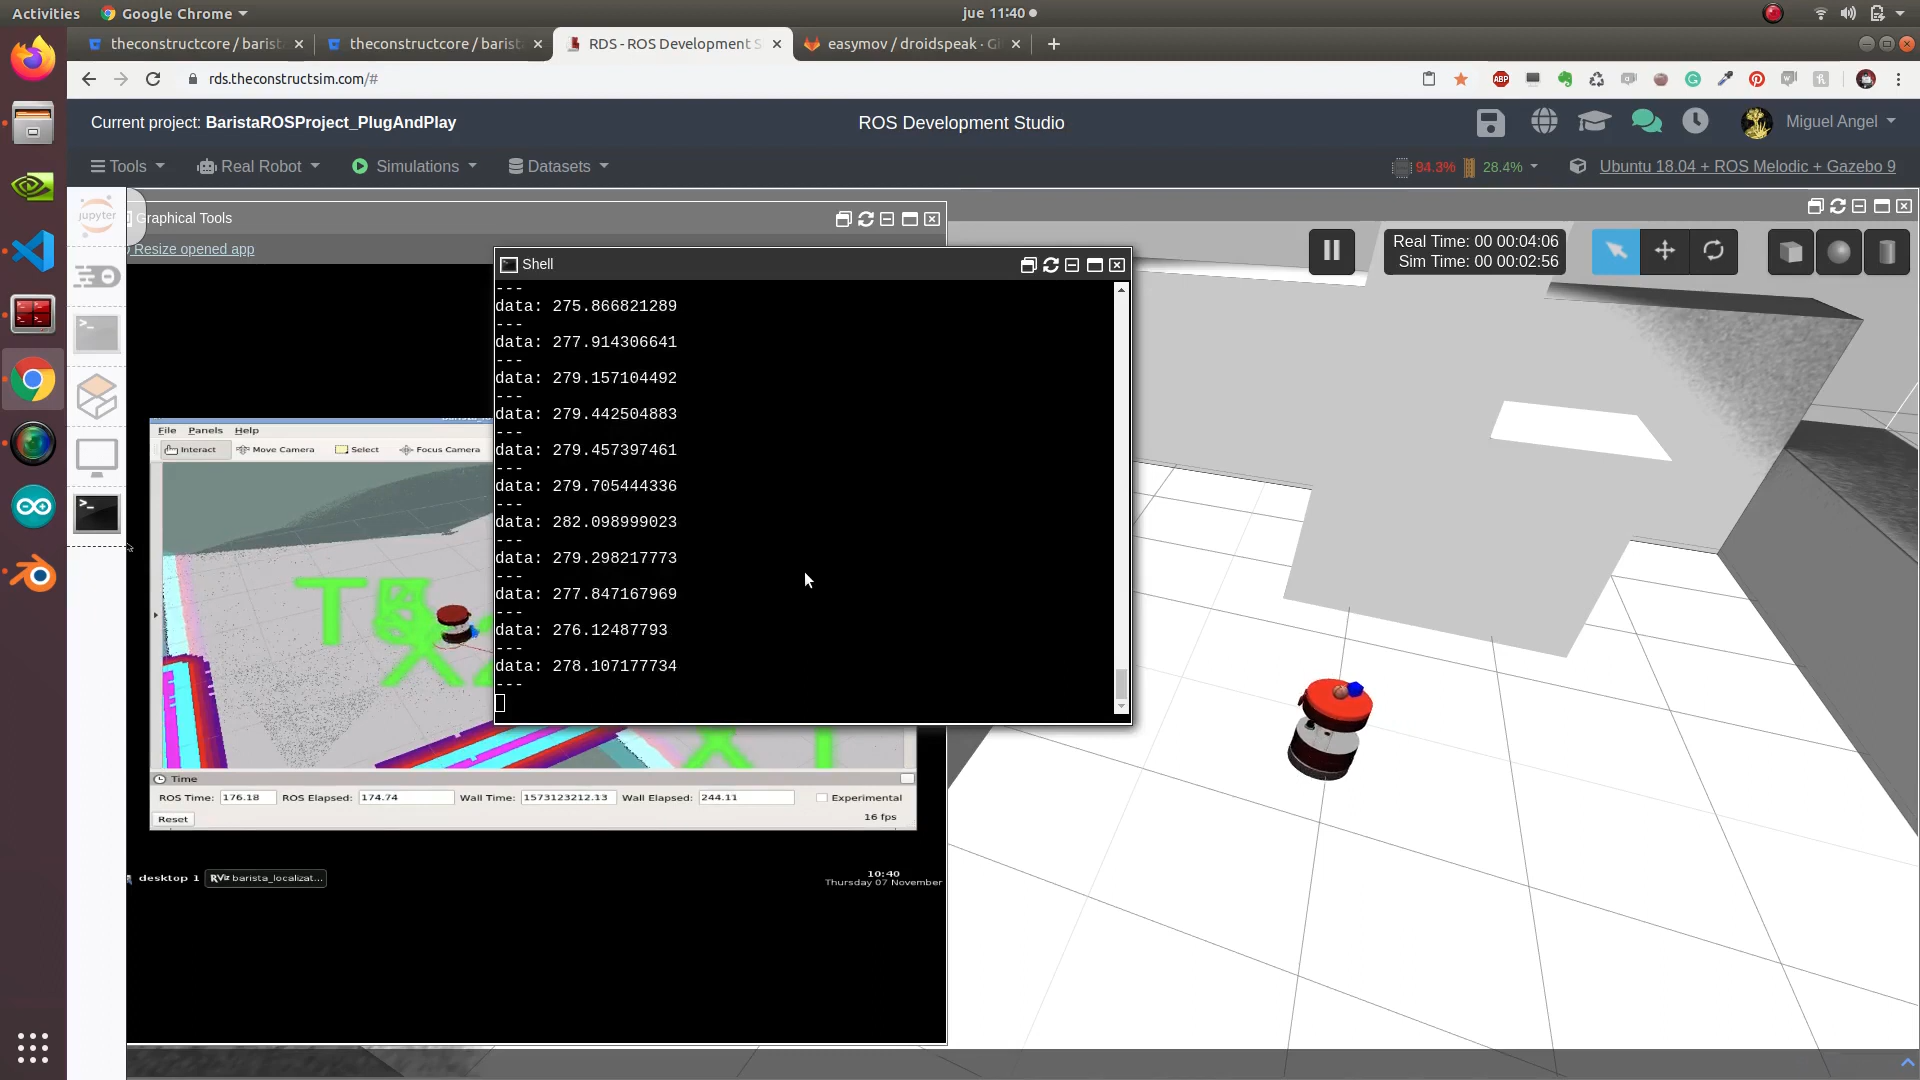 Activities
Google Chrome
jue 11:40
theconstructcore / barist
theconstructcore / barist
RDS - ROS Development S
easymov / droidspeak · Gi
rds.theconstructsim.com/#
ABP
Current project: BaristaROSProject_PlugAndPlay
ROS Development Studio
Miguel Angel
Tools
Real Robot
Simulations
Datasets
94.3%
28.4%
Ubuntu 18.04 + ROS Melodic + Gazebo 9
jupyter
Graphical Tools
Resize opened app
Shell
Real Time: 00 00:04:06
Sim Time: 00 00:02:56
---
data: 275.866821289
---
data: 277.914306641
---
data: 279.157104492
---
data: 279.442504883
---
data: 279.457397461
---
data: 279.705444336
---
data: 282.098999023
---
data: 279.298217773
---
data: 277.847167969
---
data: 276.12487793
---
data: 278.107177734
---
File Panels Help
Interact
Move Camera
Select
Focus Camera
Time
ROS Time: 176.18
ROS Elapsed: 174.74
Wall Time: 1573123212.13
Wall Elapsed: 244.11
Experimental
Reset
16 fps
desktop 1
RViz barista_localizat...
10:40
Thursday 07 November